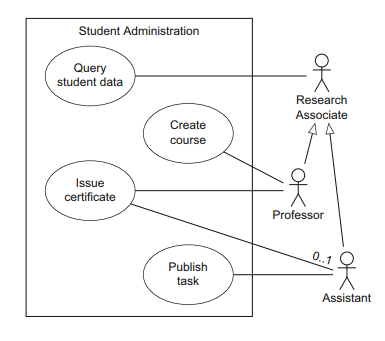 Student Administration
Query
student data
Research
Associate
Create
course
Issue
certificate
Professor
0..1
Publish
task
Assistant